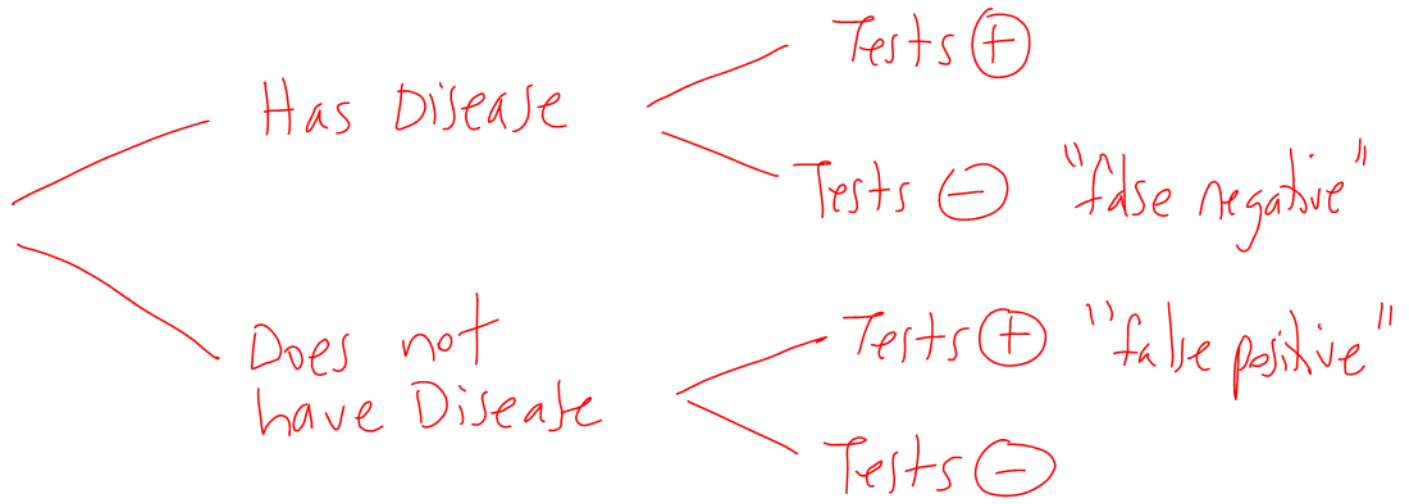 Tests ⊕
Has Disease
Tests ⊖ "false negative"
Tests ⊕ "false positive"
Does not
have Disease
Tests ⊖